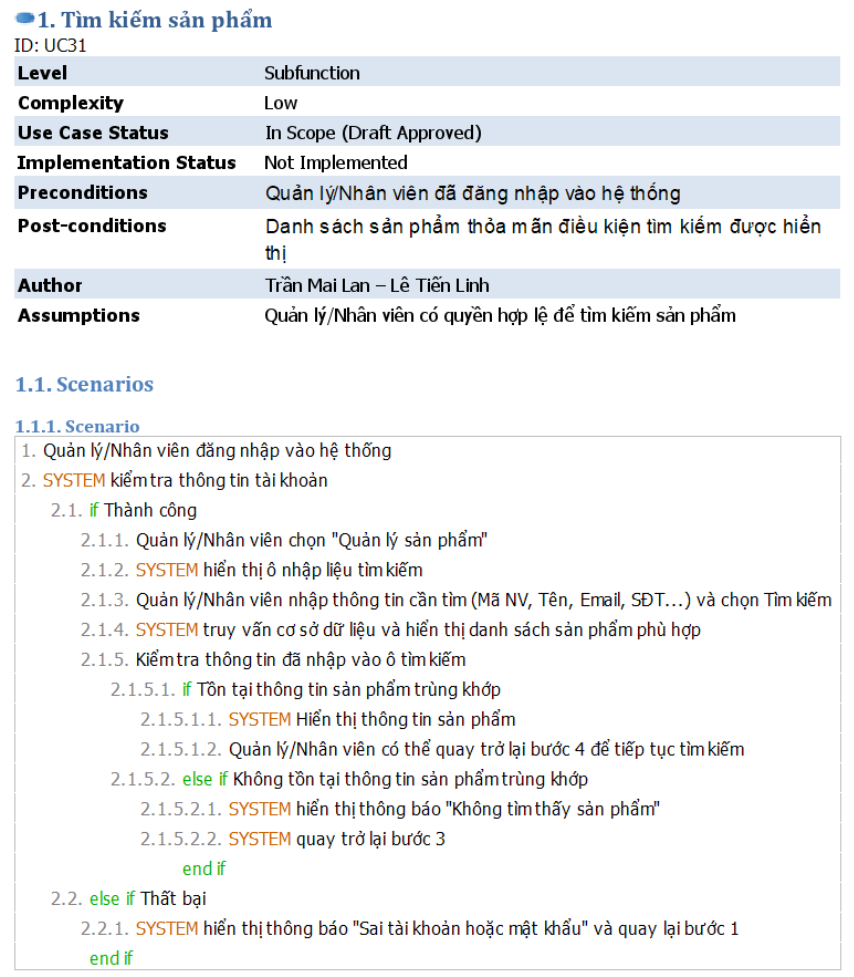 1. Tìm kiếm sản phẩm
ID: UC31
Level Subfunction
Complexity Low
Use Case Status In Scope (Draft Approved)
Implementation Status Not Implemented
Preconditions Quản lý/Nhân viên đã đăng nhập vào hệ thống
Post-conditions Danh sách sản phẩm thỏa mãn điều kiện tìm kiếm được hiển
thị
Author Trần Mai Lan – Lê Tiến Linh
Assumptions Quản lý/Nhân viên có quyền hợp lệ để tìm kiếm sản phẩm
1.1. Scenarios
1.1.1. Scenario
1. Quản lý/Nhân viên đăng nhập vào hệ thống
2. SYSTEM kiểm tra thông tin tài khoản
2.1. if Thành công
2.1.1. Quản lý/Nhân viên chọn "Quản lý sản phẩm"
2.1.2. SYSTEM hiển thị ô nhập liệu tìm kiếm
2.1.3. Quản lý/Nhân viên nhập thông tin cần tìm (Mã NV, Tên, Email, SĐT...) và chọn Tìm kiếm
2.1.4. SYSTEM truy vấn cơ sở dữ liệu và hiển thị danh sách sản phẩm phù hợp
2.1.5. Kiểm tra thông tin đã nhập vào ô tìm kiếm
2.1.5.1. if Tồn tại thông tin sản phẩm trùng khớp
2.1.5.1.1. SYSTEM Hiển thị thông tin sản phẩm
2.1.5.1.2. Quản lý/Nhân viên có thể quay trở lại bước 4 để tiếp tục tìm kiếm
2.1.5.2. else if Không tồn tại thông tin sản phẩm trùng khớp
2.1.5.2.1. SYSTEM hiển thị thông báo "Không tìm thấy sản phẩm"
2.1.5.2.2. SYSTEM quay trở lại bước 3
end if
2.2. else if Thất bại
2.2.1. SYSTEM hiển thị thông báo "Sai tài khoản hoặc mật khẩu" và quay lại bước 1
end if